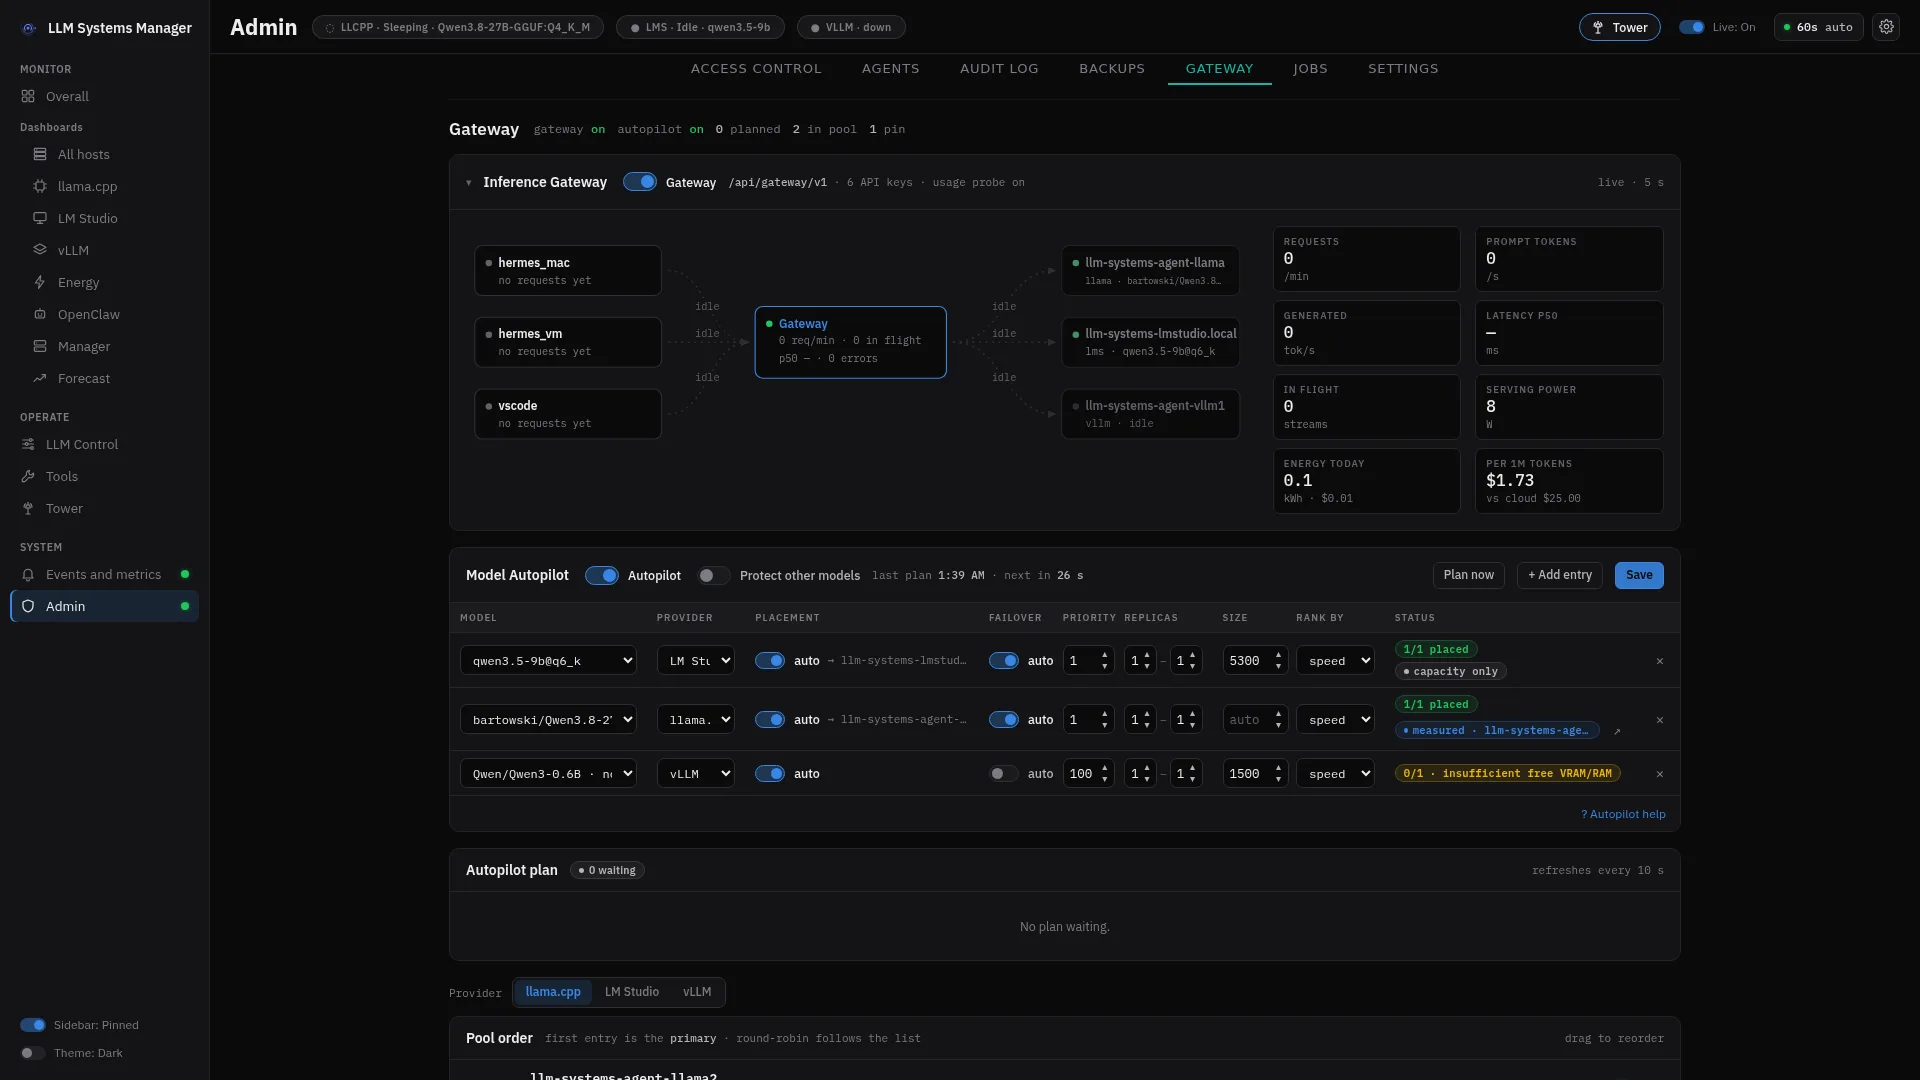 LLM Systems Manager
MONITOR
Overall
Dashboards
All hosts
llama.cpp
LM Studio
vLLM
Energy
OpenClaw
Manager
Forecast
OPERATE
LLM Control
Tools
Tower
SYSTEM
Events and metrics
Admin
Sidebar: Pinned
Theme: Dark
Admin
LLCPP · Sleeping · Qwen3.8-27B-GGUF:Q4_K_M
LMS · Idle · qwen3.5-9b
VLLM · down
Tower
Live: On
60s auto
ACCESS CONTROL
AGENTS
AUDIT LOG
BACKUPS
GATEWAY
JOBS
SETTINGS
Gateway gateway on autopilot on 0 planned 2 in pool 1 pin
▾ Inference Gateway Gateway /api/gateway/v1 · 6 API keys · usage probe on
live · 5 s
hermes_mac
no requests yet
hermes_vm
no requests yet
vscode
no requests yet
idle
idle
idle
Gateway
0 req/min · 0 in flight
p50 — · 0 errors
idle
idle
idle
llm-systems-agent-llama
llama · bartowski/Qwen3.8…
llm-systems-lmstudio.local
lms · qwen3.5-9b@q6_k
llm-systems-agent-vllm1
vllm · idle
REQUESTS
0
/min
PROMPT TOKENS
0
/s
GENERATED
0
tok/s
LATENCY P50
—
ms
IN FLIGHT
0
streams
SERVING POWER
8
W
ENERGY TODAY
0.1
kWh · $0.01
PER 1M TOKENS
$1.73
vs cloud $25.00
Model Autopilot Autopilot Protect other models last plan 1:39 AM · next in 26 s
Plan now
+ Add entry
Save
MODEL PROVIDER PLACEMENT FAILOVER PRIORITY REPLICAS SIZE RANK BY STATUS
qwen3.5-9b@q6_k LM Stu auto → llm-systems-lmstud… auto 1 1 – 1 5300 speed 1/1 placed ×
capacity only
bartowski/Qwen3.8-2 llama. auto → llm-systems-agent-… auto 1 1 – 1 auto speed 1/1 placed ×
measured · llm-systems-age… ↗
Qwen/Qwen3-0.6B · no vLLM auto auto 100 1 – 1 1500 speed 0/1 · insufficient free VRAM/RAM ×
? Autopilot help
Autopilot plan 0 waiting
refreshes every 10 s
No plan waiting.
Provider llama.cpp LM Studio vLLM
Pool order first entry is the primary · round-robin follows the list
drag to reorder
llm-systems-agent-llama2